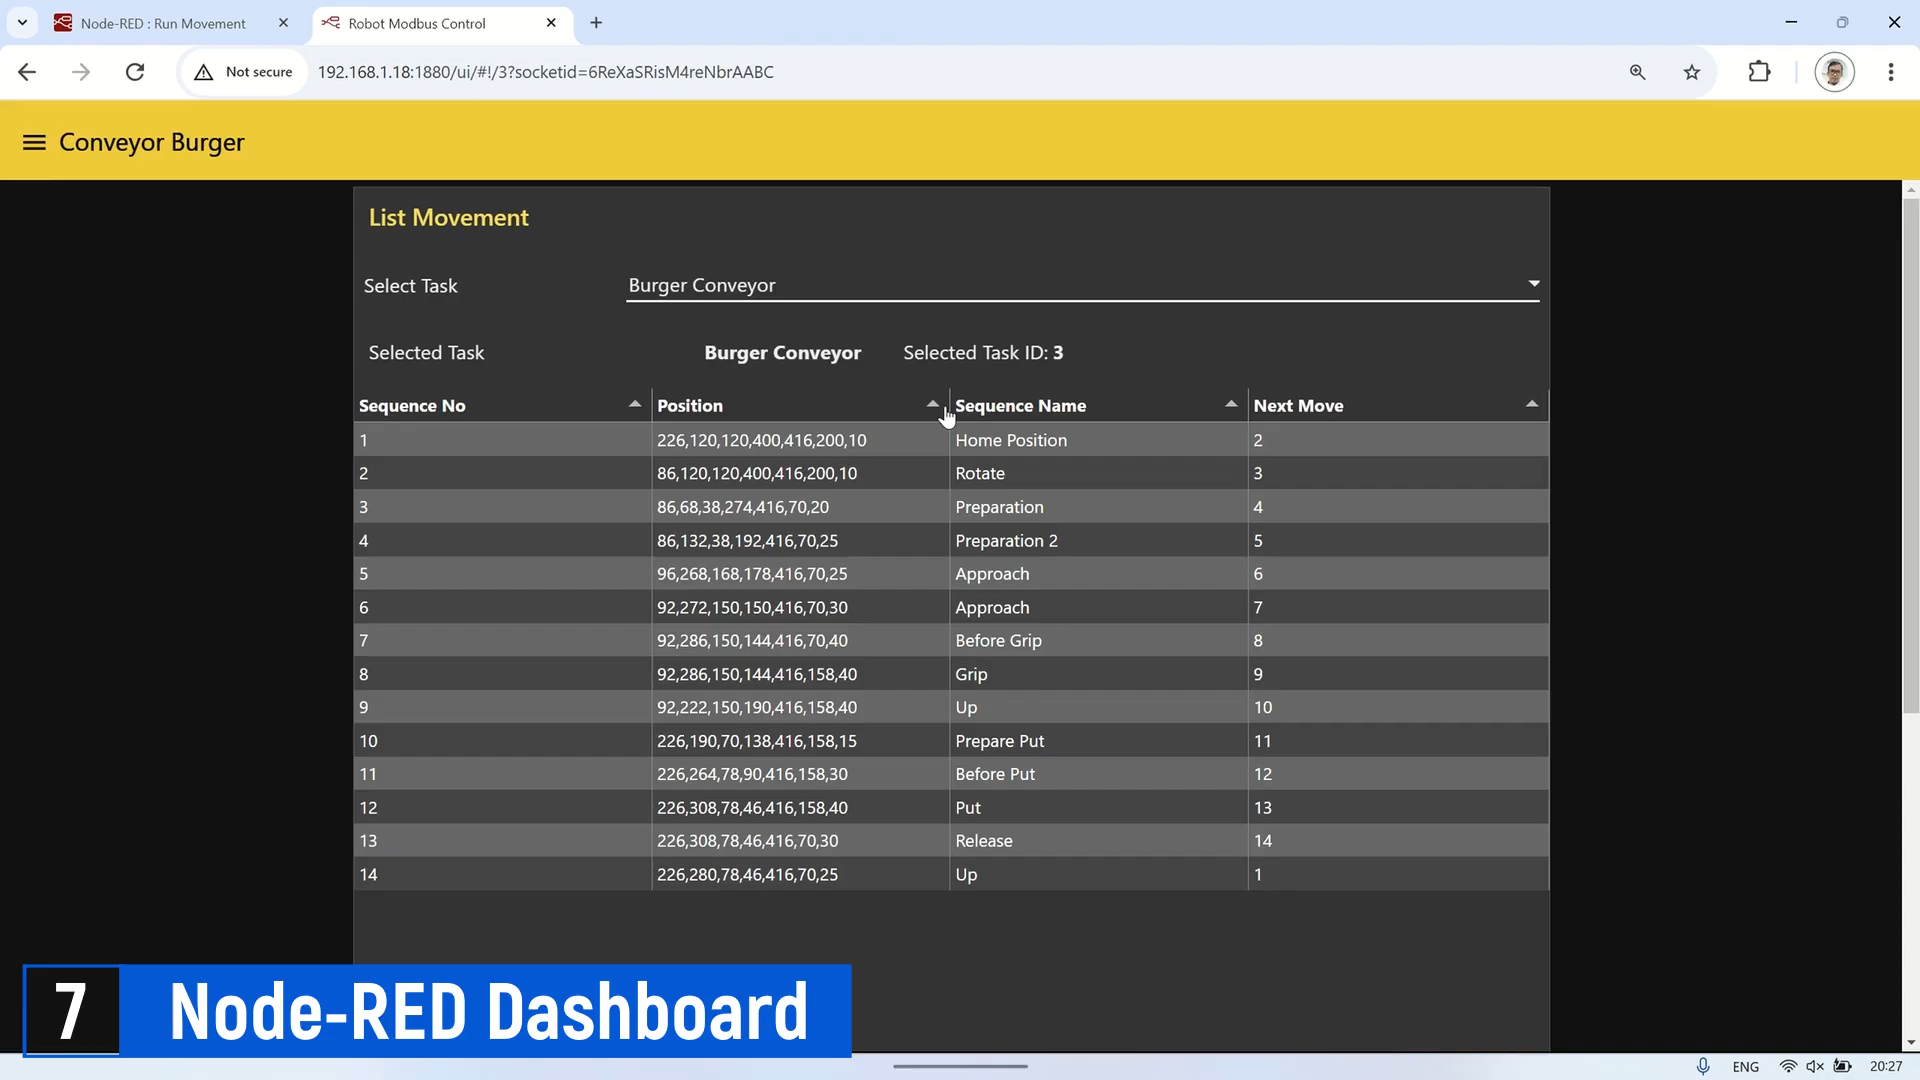 Node-RED : Run Movement
Robot Modbus Control
Not secure
192.168.1.18:1880/ui/#!/3?socketid=6ReXaSRisM4reNbrAABC
Conveyor Burger
List Movement
Select Task Burger Conveyor
Selected Task Burger Conveyor Selected Task ID: 3
Sequence No Position Sequence Name Next Move
1 226,120,120,400,416,200,10 Home Position 2
2 86,120,120,400,416,200,10 Rotate 3
3 86,68,38,274,416,70,20 Preparation 4
4 86,132,38,192,416,70,25 Preparation 2 5
5 96,268,168,178,416,70,25 Approach 6
6 92,272,150,150,416,70,30 Approach 7
7 92,286,150,144,416,70,40 Before Grip 8
8 92,286,150,144,416,158,40 Grip 9
9 92,222,150,190,416,158,40 Up 10
10 226,190,70,138,416,158,15 Prepare Put 11
11 226,264,78,90,416,158,30 Before Put 12
12 226,308,78,46,416,158,40 Put 13
13 226,308,78,46,416,70,30 Release 14
14 226,280,78,46,416,70,25 Up 1
7 Node-RED Dashboard
ENG 20:27